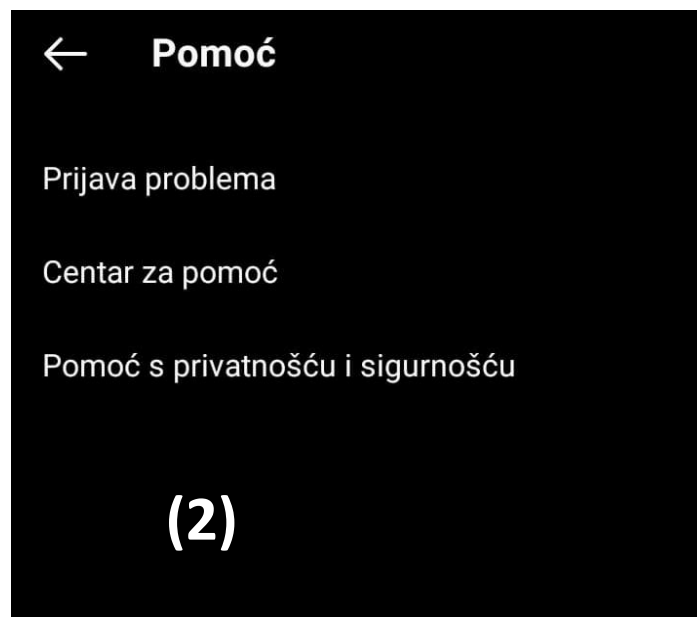 Pomoć
Prijava problema
Centar za pomoć
Pomoć s privatnošću i sigurnošću
(2)